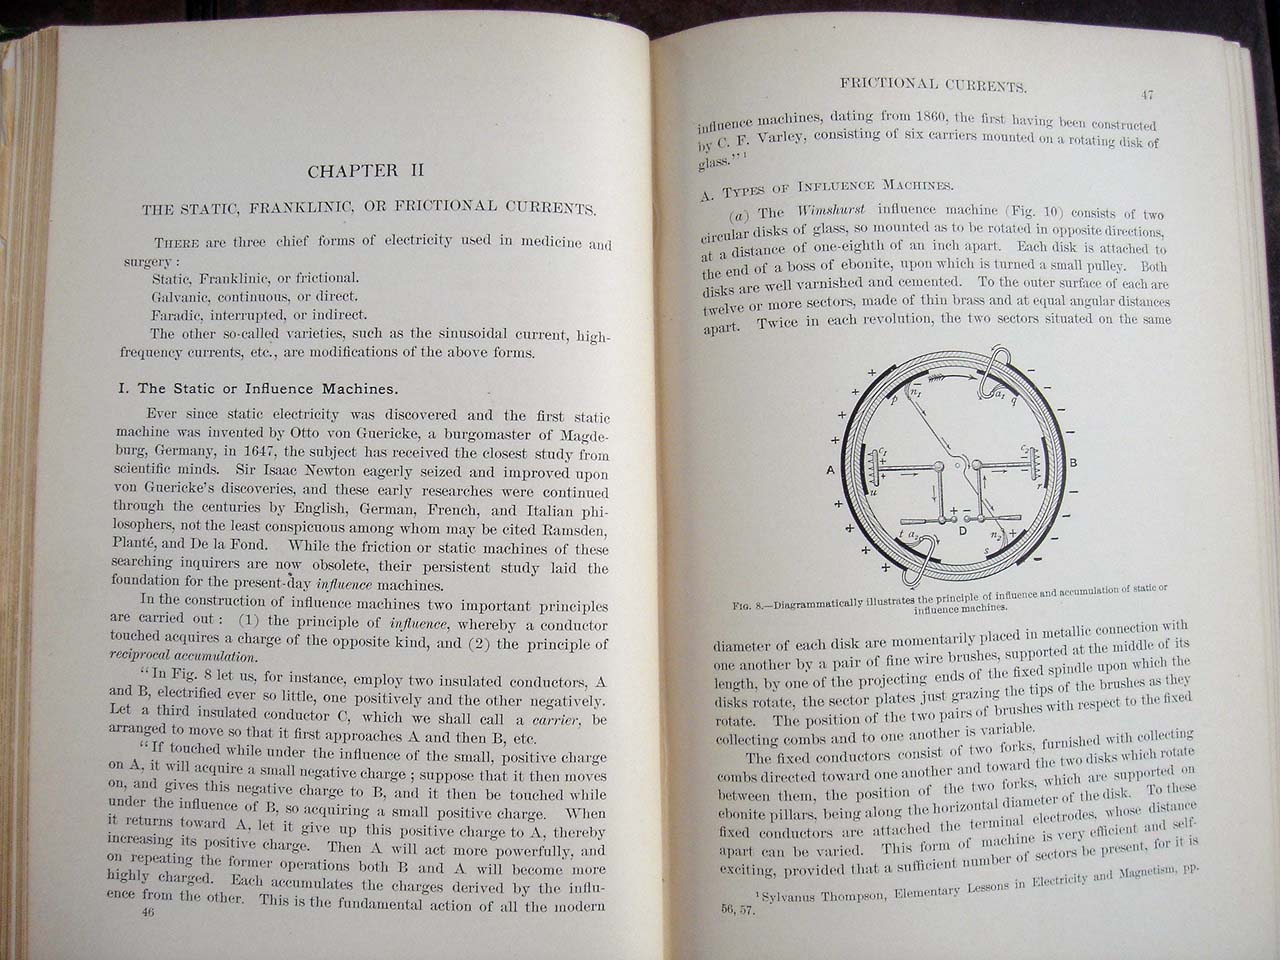 CHAPTER II
THE STATIC, FRANKLINIC, OR FRICTIONAL CURRENTS.
THERE are three chief forms of electricity used in medicine and
surgery :
Static, Franklinic, or frictional.
Galvanic, continuous, or direct.
Faradic, interrupted, or indirect.
The other so-called varieties, such as the sinusoidal current, high-
frequency currents, etc., are modifications of the above forms.
I. The Static or Influence Machines.
Ever since static electricity was discovered and the first static
machine was invented by Otto von Guericke, a burgomaster of Magde-
burg, Germany, in 1647, the subject has received the closest study from
scientific minds. Sir Isaac Newton eagerly seized and improved upon
von Guericke's discoveries, and these early researches were continued
through the centuries by English, German, French, and Italian phi-
losophers, not the least conspicuous among whom may be cited Ramsden,
Planté, and De la Fond. While the friction or static machines of these
searching inquirers are now obsolete, their persistent study laid the
foundation for the present-day influence machines.
In the construction of influence machines two important principles
are carried out : (1) the principle of influence, whereby a conductor
touched acquires a charge of the opposite kind, and (2) the principle of
reciprocal accumulation.
"In Fig. 8 let us, for instance, employ two insulated conductors, A
and B, electrified ever so little, one positively and the other negatively.
Let a third insulated conductor C, which we shall call a carrier, be
arranged to move so that it first approaches A and then B, etc.
"If touched while under the influence of the small, positive charge
on A, it will acquire a small negative charge ; suppose that it then moves
on, and gives this negative charge to B, and it then be touched while
under the influence of B, so acquiring a small positive charge. When
it returns toward A, let it give up this positive charge to A, thereby
increasing its positive charge. Then A will act more powerfully, and
on repeating the former operations both B and A will become more
highly charged. Each accumulates the charges derived by the influ-
ence from the other. This is the fundamental action of all the modern
46
FRICTIONAL CURRENTS.
47
influence machines, dating from 1860, the first having been constructed
by C. F. Varley, consisting of six carriers mounted on a rotating disk of
glass." 1
A. TYPES OF INFLUENCE MACHINES.
(a) The Wimshurst influence machine (Fig. 10) consists of two
circular disks of glass, so mounted as to be rotated in opposite directions,
at a distance of one-eighth of an inch apart. Each disk is attached to
the end of a boss of ebonite, upon which is turned a small pulley. Both
disks are well varnished and cemented. To the outer surface of each are
twelve or more sectors, made of thin brass and at equal angular distances
apart. Twice in each revolution, the two sectors situated on the same
p n1 a1 q
A c1 c2 B
u r
D
t a2 n2 s
FIG. 8.—Diagrammatically illustrates the principle of influence and accumulation of static or
influence machines.
diameter of each disk are momentarily placed in metallic connection with
one another by a pair of fine wire brushes, supported at the middle of its
length, by one of the projecting ends of the fixed spindle upon which the
disks rotate, the sector plates just grazing the tips of the brushes as they
rotate. The position of the two pairs of brushes with respect to the fixed
collecting combs and to one another is variable.
The fixed conductors consist of two forks, furnished with collecting
combs directed toward one another and toward the two disks which rotate
between them, the position of the two forks, which are supported on
ebonite pillars, being along the horizontal diameter of the disk. To these
fixed conductors are attached the terminal electrodes, whose distance
apart can be varied. This form of machine is very efficient and self-
exciting, provided that a sufficient number of sectors be present, for it is
1 Sylvanus Thompson, Elementary Lessons in Electricity and Magnetism, pp.
56, 57.